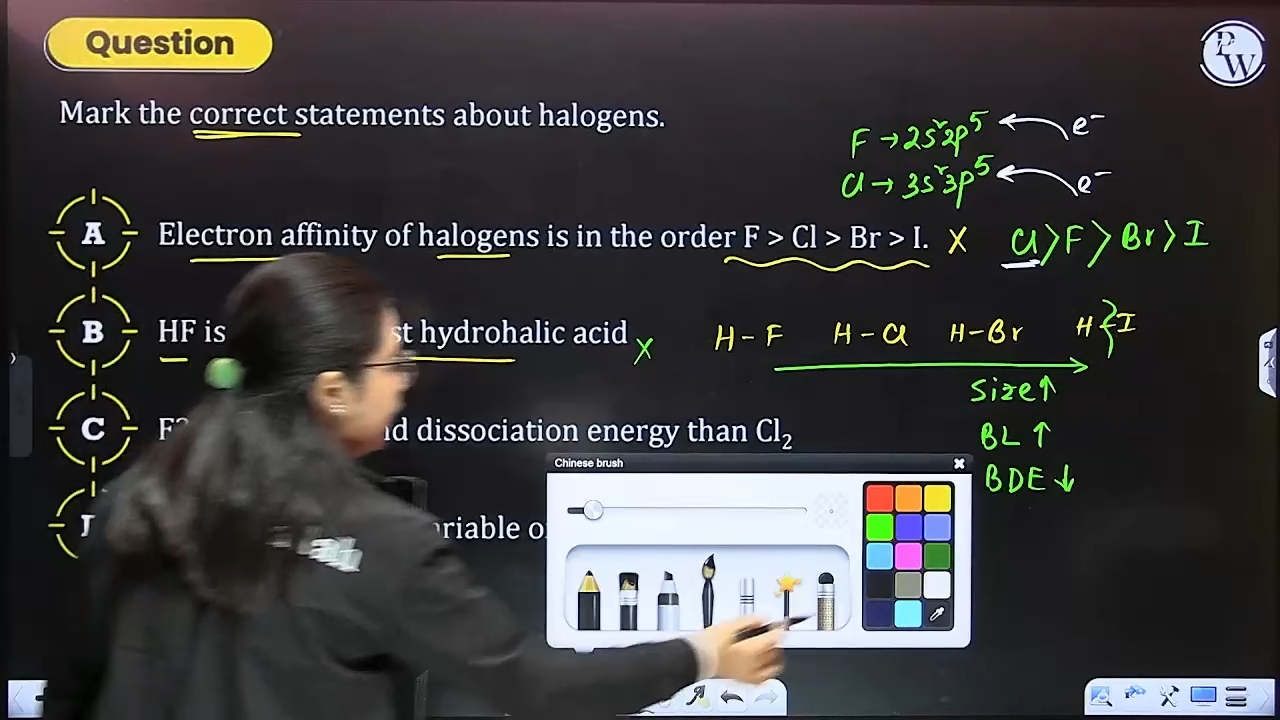 Question
PW
Mark the correct statements about halogens.
F → 2s²2p⁵ e⁻
Cl → 3s²3p⁵ e⁻
A Electron affinity of halogens is in the order F > Cl > Br > I. X Cl > F > Br > I
B HF is st hydrohalic acid X H-F H-Cl H-Br H-I
Size ↑
C dissociation energy than Cl₂
BL ↑
BDE ↓
Chinese brush